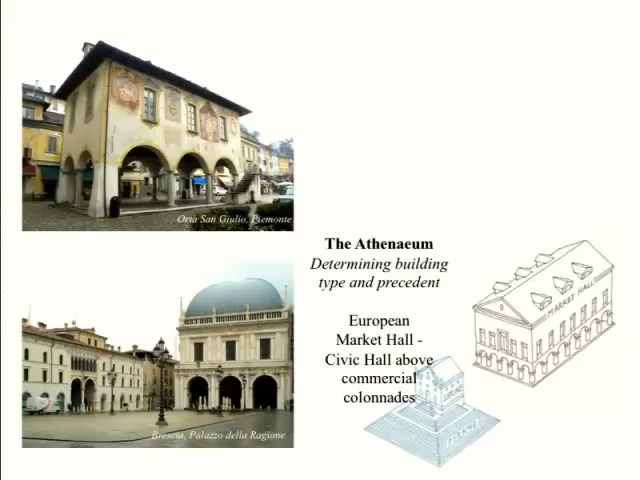 Orta San Giulio, Piemonte
The Athenaeum
Determining building
type and precedent
European
Market Hall -
Civic Hall above
commercial
colonnades
MARKET HALL
Brescia, Palazzo della Ragione